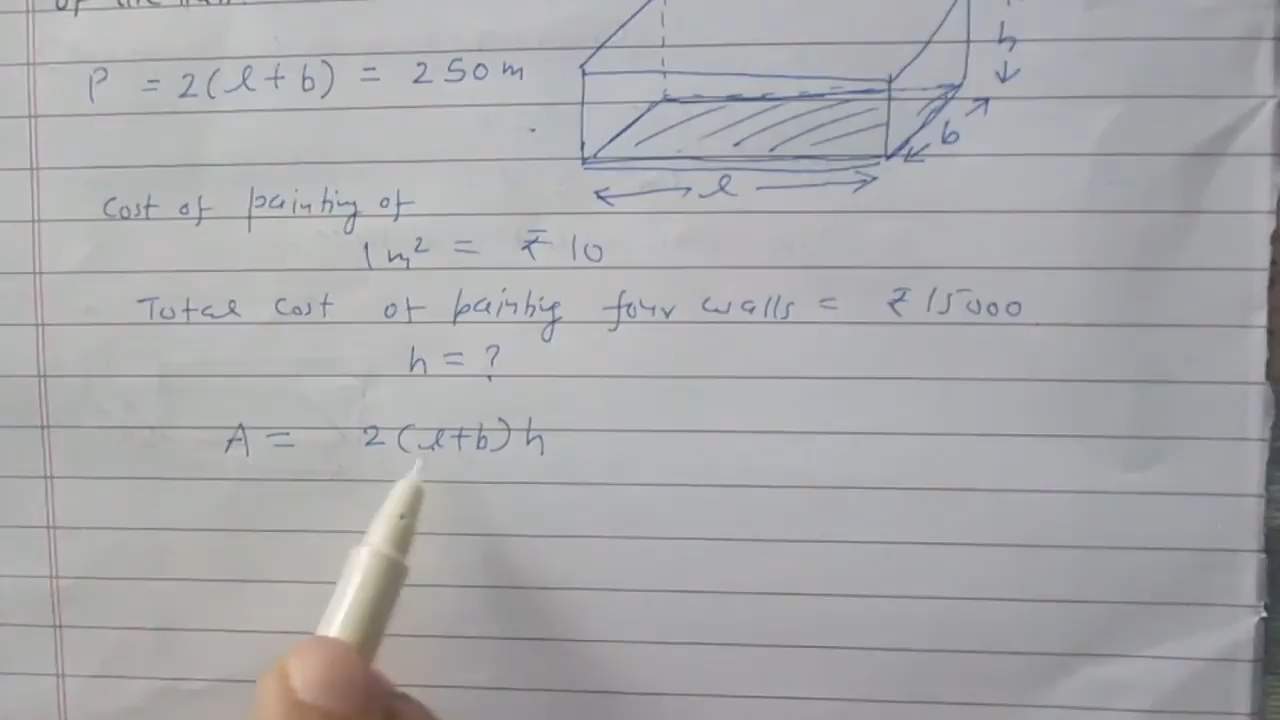 P = 2(l + b) = 250 m
h
b
l
Cost of painting of
1 m² = ₹ 10
Total cost of painting four walls = ₹ 15000
h = ?
A = 2(l+b) h